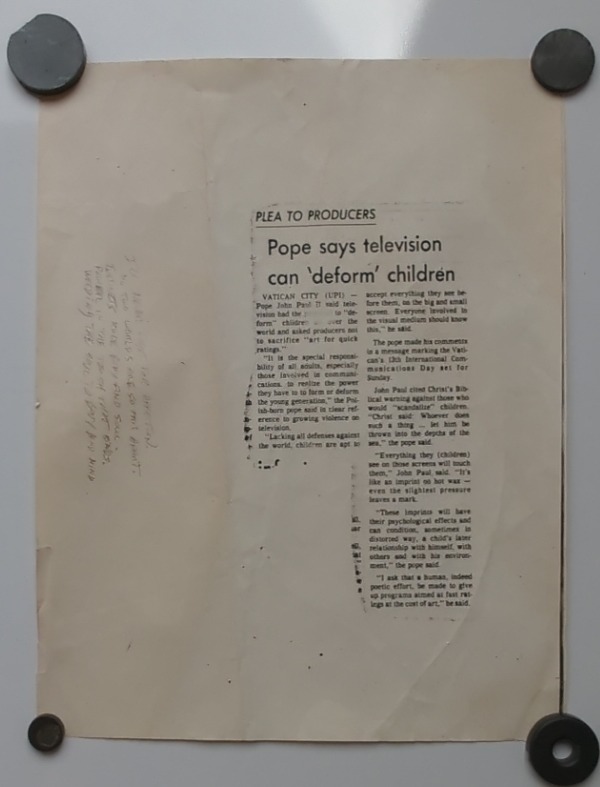 PLEA TO PRODUCERS
Pope says television
can 'deform' children
VATICAN CITY (UPI) —
Pope John Paul II said tele-
vision had the to "de-
form" children over the
world and asked producers not
to sacrifice "art for quick
ratings."
"It is the special responsi-
bility of all adults, especially
those involved in communi-
cations, to realize the power
they have to to form or deform
the young generation," the Pol-
ish-born pope said in clear ref-
erence to growing violence on
television.
"Lacking all defenses against
the world, children are apt to
accept everything they see be-
fore them, on the big and small
screen. Everyone involved in
the visual medium should know
this," he said.
The pope made his comments
in a message marking the Vati-
can's 13th International Com-
munications Day set for
Sunday.
John Paul cited Christ's Bib-
lical warning against those who
would "scandalize" children.
"Christ said: Whoever does
such a thing ... let him be
thrown into the depths of the
sea," the pope said.
"Everything they (children)
see on those screens will touch
them," John Paul said. "It's
like an imprint on hot wax —
even the slightest pressure
leaves a mark.
"These imprints will have
their psychological effects and
can condition, sometimes in
distorted way, a child's later
relationship with himself, with
others and with his environ-
ment," the pope said.
"I ask that a human, indeed
poetic effort, be made to give
up programs aimed at fast rat-
ings at the cost of art," he said.